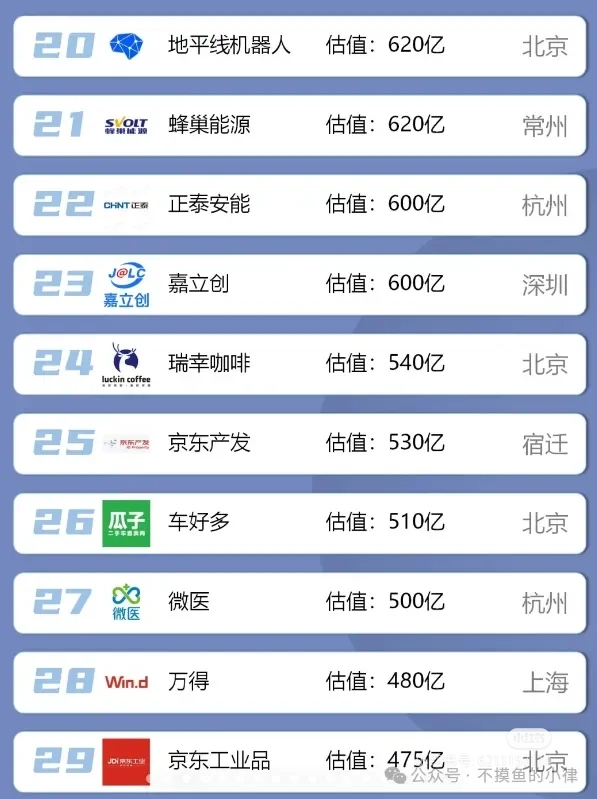 20 地平线机器人 估值：620亿 北京
21 SVOLT 蜂巢能源 蜂巢能源 估值：620亿 常州
22 CHNT 正泰 正泰安能 估值：600亿 杭州
23 J@LC 嘉立创 嘉立创 估值：600亿 深圳
24 luckin coffee 瑞幸咖啡 估值：540亿 北京
25 京东产发 JD Property 京东产发 估值：530亿 宿迁
26 瓜子 二手车直卖网 车好多 估值：510亿 北京
27 微医 微医 估值：500亿 杭州
28 Win.d 万得 估值：480亿 上海
29 JDi 京东工业 京东工业品 估值：475亿 北京
公众号·不摸鱼的小律